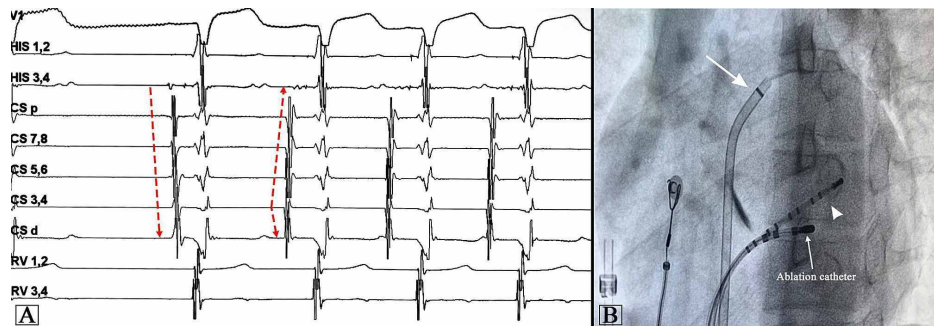 V1
HIS 1,2
HIS 3,4
CS p
CS 7,8
CS 5,6
CS 3,4
CS d
RV 1,2
RV 3,4
A
Ablation catheter
B